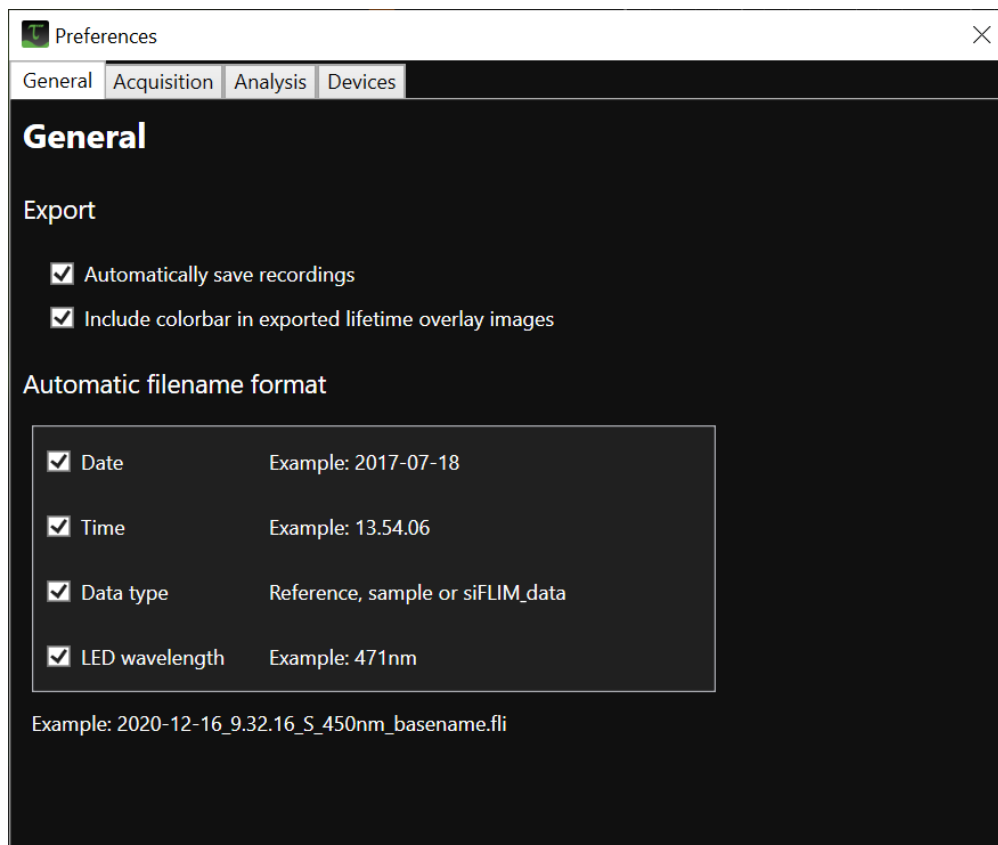 τ Preferences
General Acquisition Analysis Devices
General
Export
Automatically save recordings
Include colorbar in exported lifetime overlay images
Automatic filename format
Date Example: 2017-07-18
Time Example: 13.54.06
Data type Reference, sample or siFLIM_data
LED wavelength Example: 471nm
Example: 2020-12-16_9.32.16_S_450nm_basename.fli